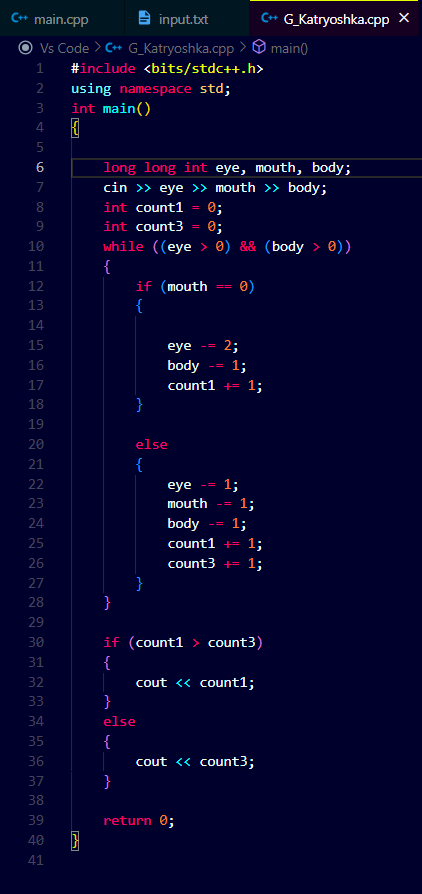 C++ main.cpp input.txt C++ G_Katryoshka.cpp ×
Vs Code > C++ G_Katryoshka.cpp > main()
1 #include <bits/stdc++.h>
2 using namespace std;
3 int main()
4 {
5
6 long long int eye, mouth, body;
7 cin >> eye >> mouth >> body;
8 int count1 = 0;
9 int count3 = 0;
10 while ((eye > 0) && (body > 0))
11 {
12 if (mouth == 0)
13 {
14
15 eye -= 2;
16 body -= 1;
17 count1 += 1;
18 }
19
20 else
21 {
22 eye -= 1;
23 mouth -= 1;
24 body -= 1;
25 count1 += 1;
26 count3 += 1;
27 }
28 }
29
30 if (count1 > count3)
31 {
32 cout << count1;
33 }
34 else
35 {
36 cout << count3;
37 }
38
39 return 0;
40 }
41